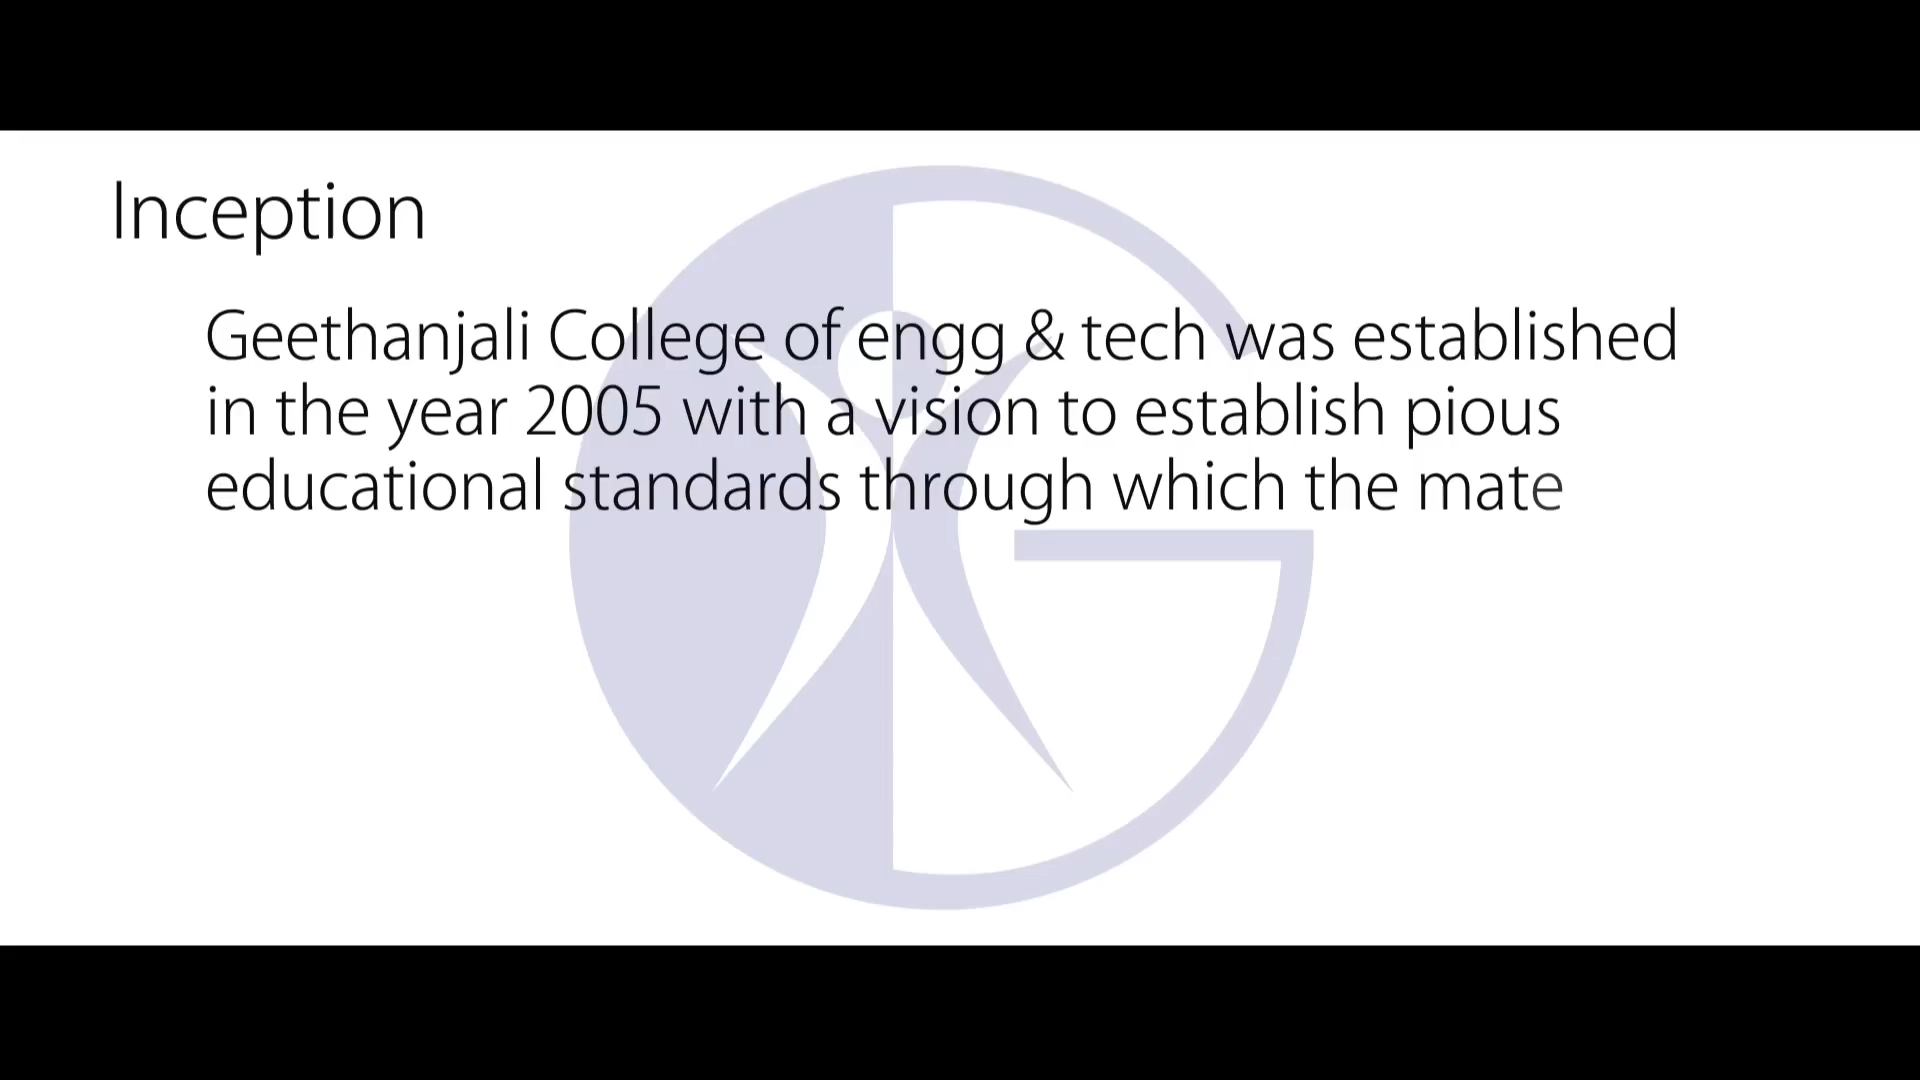 Inception
Geethanjali College of engg & tech was established
in the year 2005 with a vision to establish pious
educational standards through which the mate